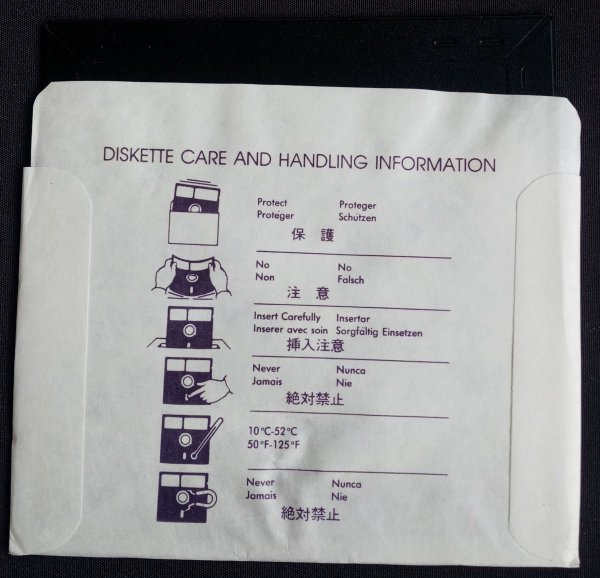 DISKETTE CARE AND HANDLING INFORMATION
Protect Proteger
Proteger Schützen
保 護
No No
Non Falsch
注 意
Insert Carefully Insertar
Inserer avec soin Sorgfältig Einsetzen
挿入注意
Never Nunca
Jamais Nie
絶対禁止
10°C-52°C
50°F-125°F
Never Nunca
Jamais Nie
絶対禁止